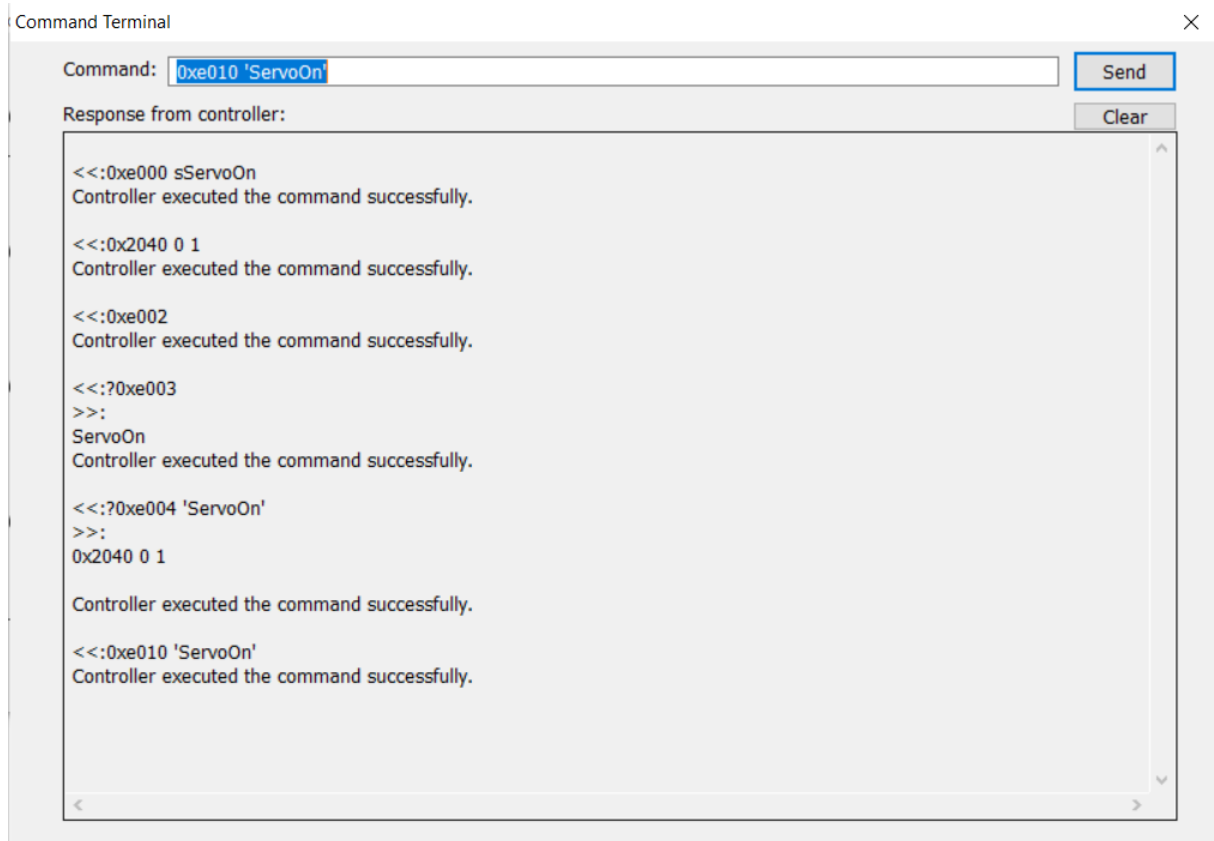 Command Terminal
Command: 0xe010 'ServoOn'
Send
Response from controller:
Clear
<<:0xe000 sServoOn
Controller executed the command successfully.
<<:0x2040 0 1
Controller executed the command successfully.
<<:0xe002
Controller executed the command successfully.
<<:?0xe003
>>:
ServoOn
Controller executed the command successfully.
<<:?0xe004 'ServoOn'
>>:
0x2040 0 1
Controller executed the command successfully.
<<:0xe010 'ServoOn'
Controller executed the command successfully.